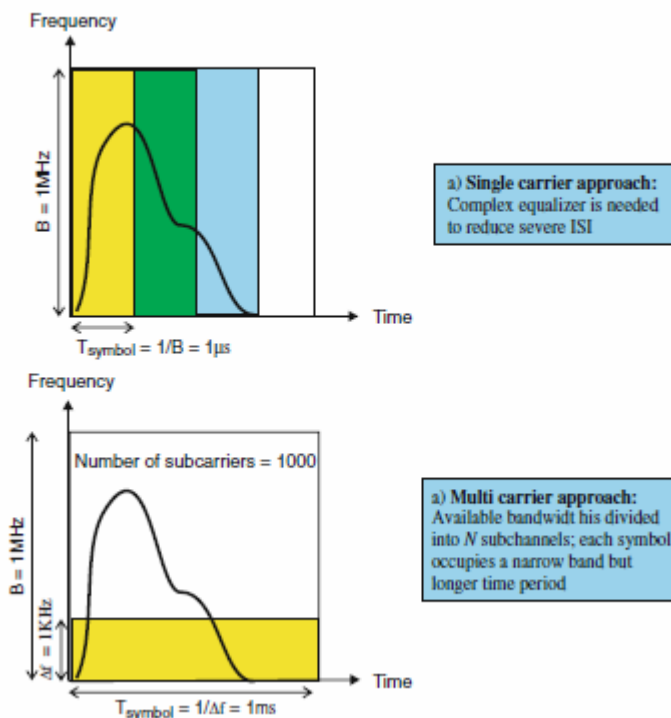 Frequency
B = 1MHz
Time
Tsymbol = 1/B = 1μs
a) Single carrier approach:
Complex equalizer is needed
to reduce severe ISI
Frequency
Number of subcarriers = 1000
B = 1MHz
Δf = 1KHz
Time
Tsymbol = 1/Δf = 1ms
a) Multi carrier approach:
Available bandwidt his divided
into N subchannels; each symbol
occupies a narrow band but
longer time period